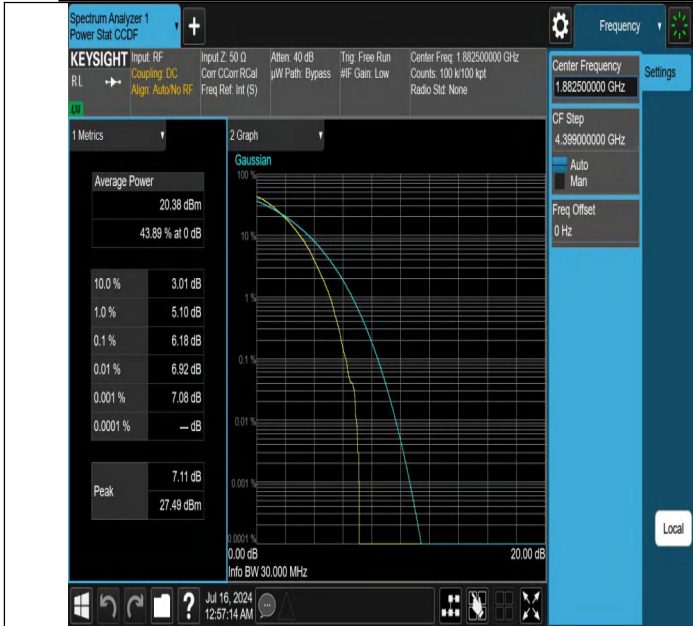 Spectrum Analyzer 1
Power Stat CCDF
Frequency
KEYSIGHT
RL
LXI
Input: RF
Coupling: DC
Align: Auto/No RF
Input Z: 50 Ω
Corr CCorr RCal
Freq Ref: Int (S)
Atten: 40 dB
µW Path: Bypass
Trig: Free Run
#IF Gain: Low
Center Freq: 1.882500000 GHz
Counts: 100 k/100 kpt
Radio Std: None
Center Frequency
1.882500000 GHz
Settings
CF Step
4.399000000 GHz
Auto
Man
Freq Offset
0 Hz
1 Metrics
Average Power
20.38 dBm
43.89 % at 0 dB
10.0 % 3.01 dB
1.0 % 5.10 dB
0.1 % 6.18 dB
0.01 % 6.92 dB
0.001 % 7.08 dB
0.0001 % --- dB
Peak
7.11 dB
27.49 dBm
2 Graph
Gaussian
100 %
10 %
1 %
0.1 %
0.01 %
0.001 %
0.0001 %
0.00 dB 20.00 dB
Info BW 30.000 MHz
Local
Jul 16, 2024
12:57:14 AM